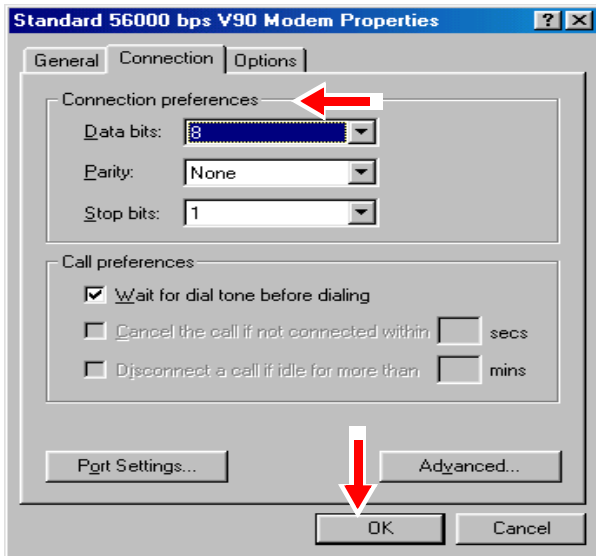 Standard 56000 bps V90 Modem Properties
General Connection Options
Connection preferences
Data bits: 8
Parity: None
Stop bits: 1
Call preferences
Wait for dial tone before dialing
Cancel the call if not connected within secs
Disconnect a call if idle for more than mins
Port Settings... Advanced...
OK Cancel